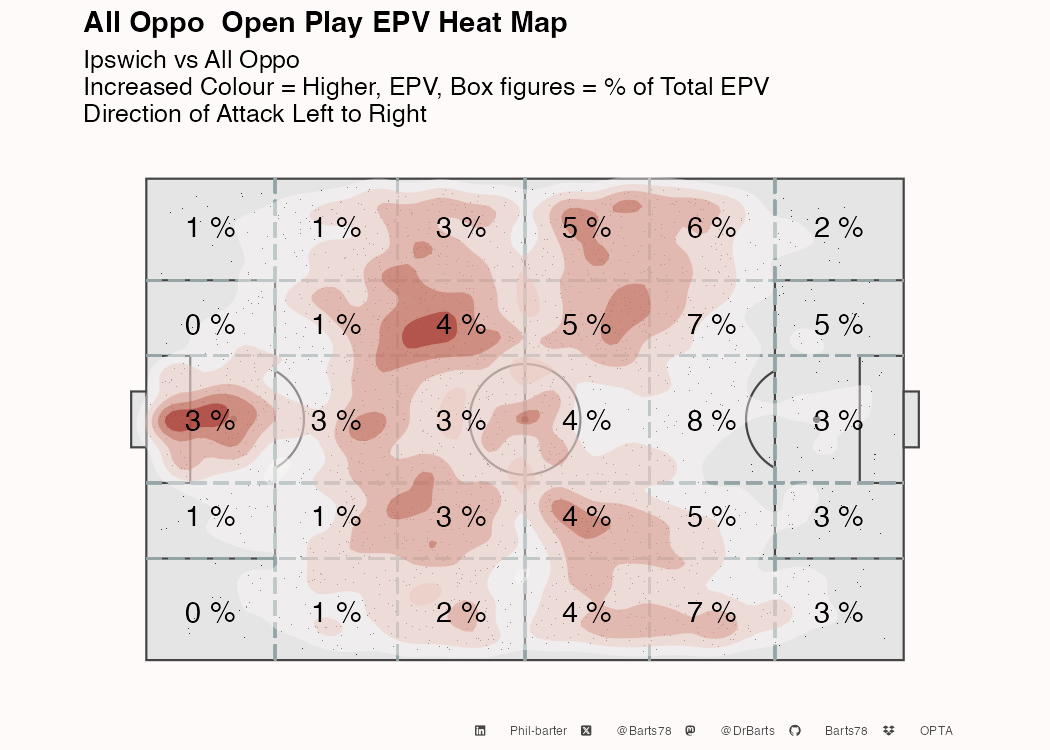 All Oppo  Open Play EPV Heat Map
Ipswich vs All Oppo
Increased Colour = Higher, EPV, Box figures = % of Total EPV
Direction of Attack Left to Right
1 % 1 % 3 % 5 % 6 % 2 %
0 % 1 % 4 % 5 % 7 % 5 %
3 % 3 % 3 % 4 % 8 % 3 %
1 % 1 % 3 % 4 % 5 % 3 %
0 % 1 % 2 % 4 % 7 % 3 %
Phil-barter @Barts78 @DrBarts Barts78 OPTA